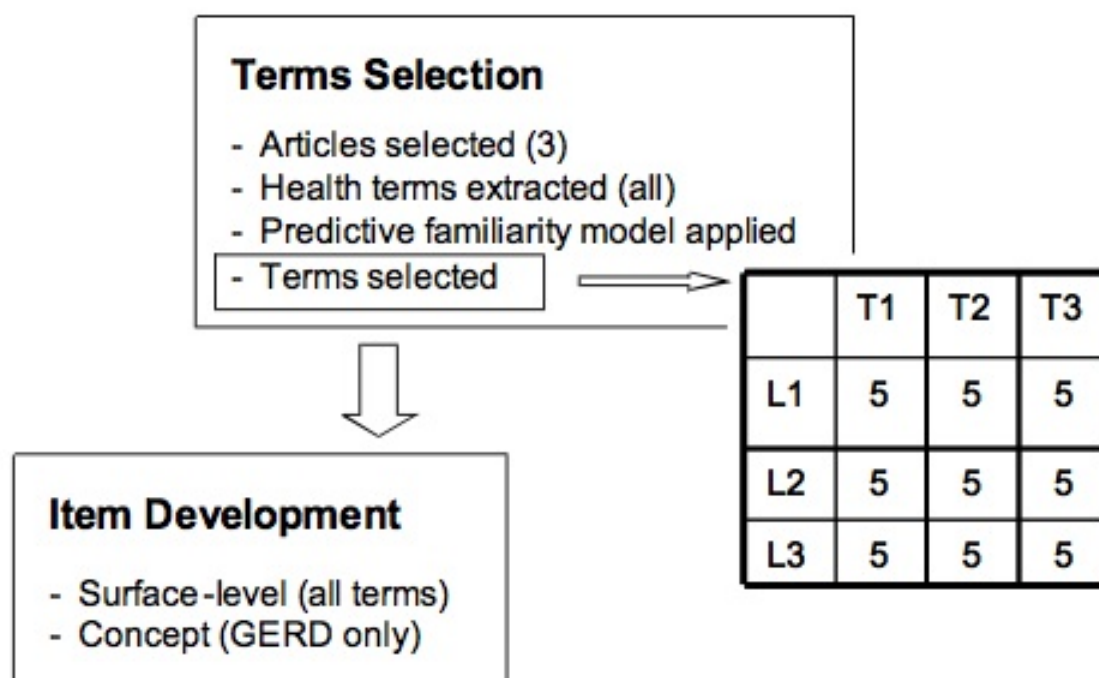 Terms Selection
- Articles selected (3)
- Health terms extracted (all)
- Predictive familiarity model applied
- Terms selected
T1 T2 T3
L1 5 5 5
L2 5 5 5
L3 5 5 5
Item Development
- Surface-level (all terms)
- Concept (GERD only)